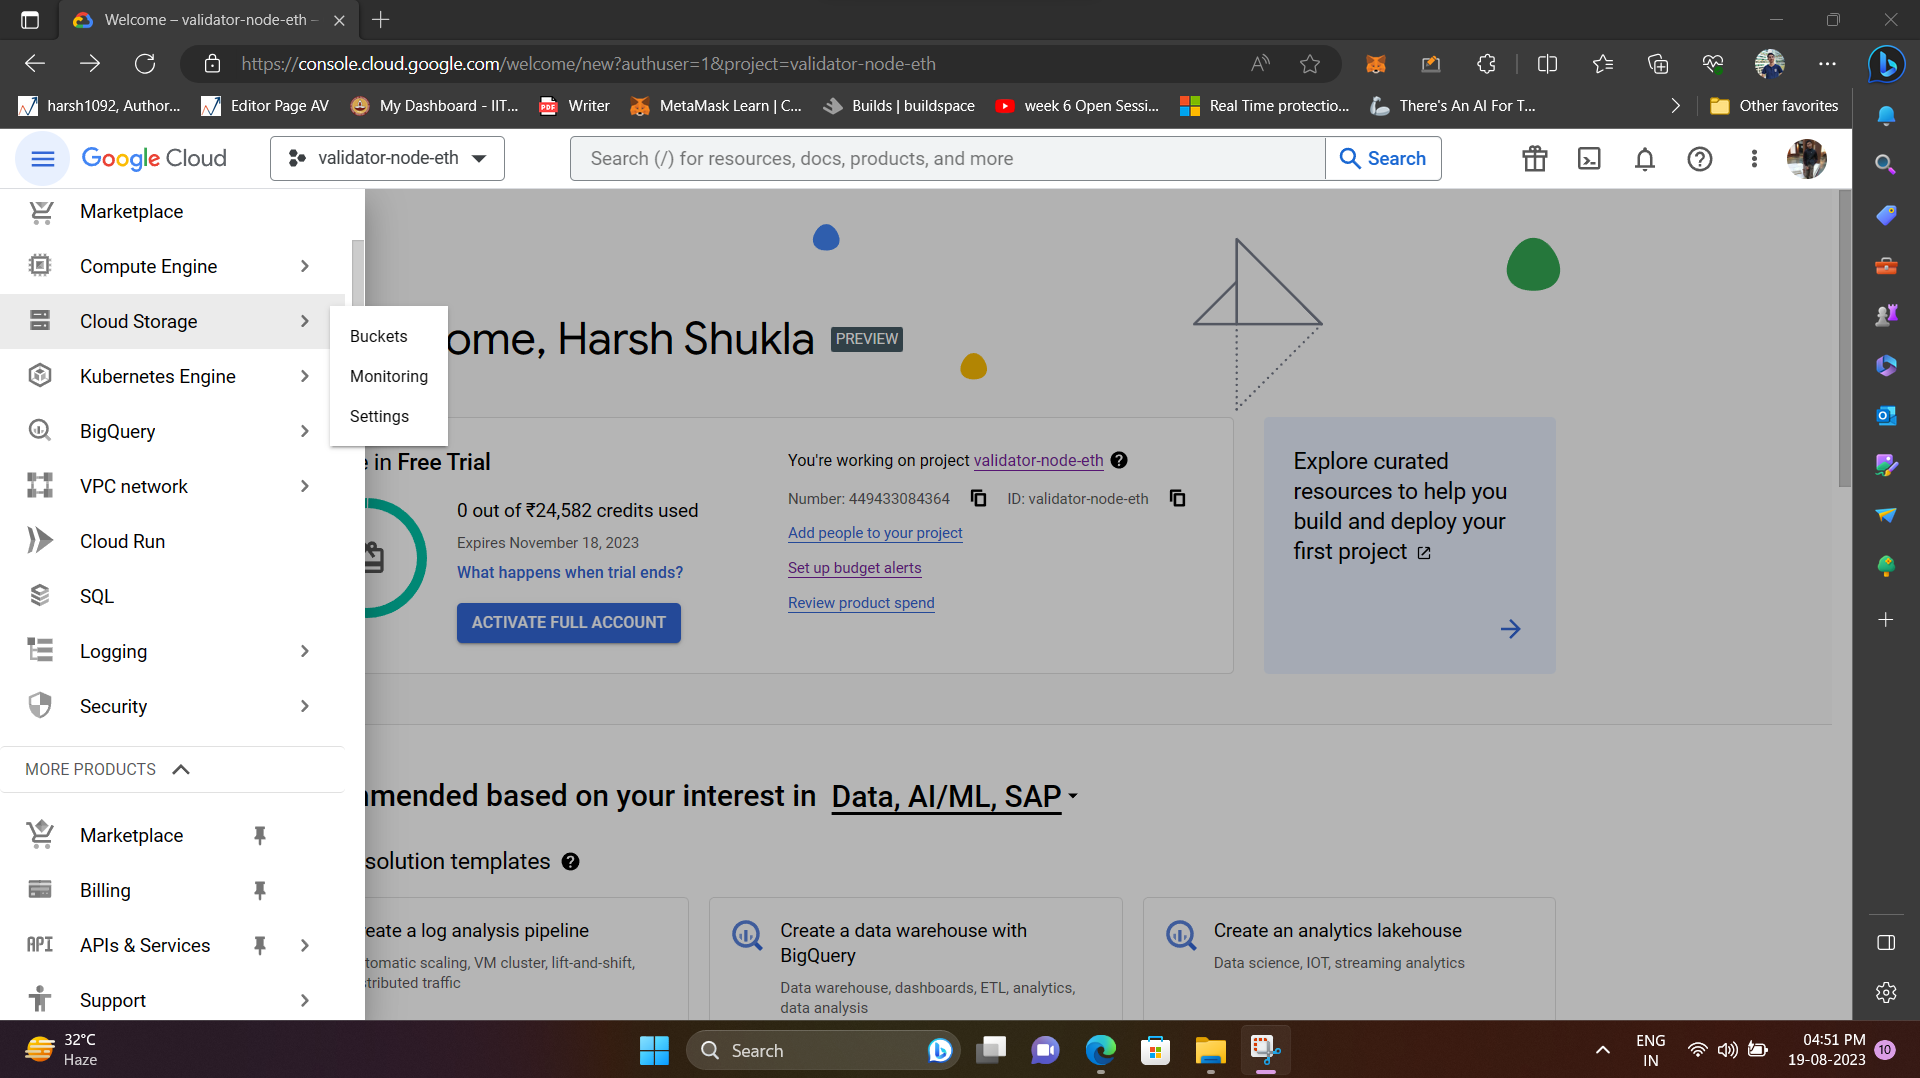 Welcome – validator-node-eth –
https://console.cloud.google.com/welcome/new?authuser=1&project=validator-node-eth
harsh1092, Author...
Editor Page AV
My Dashboard - IIT...
Writer
MetaMask Learn | C...
Builds | buildspace
week 6 Open Sessi...
Real Time protectio...
There's An AI For T...
Other favorites
Google Cloud
validator-node-eth
Search (/) for resources, docs, products, and more
Search
Marketplace
Compute Engine
Cloud Storage
Kubernetes Engine
BigQuery
VPC network
Cloud Run
SQL
Logging
Security
MORE PRODUCTS
Marketplace
Billing
API APIs & Services
Support
Buckets
Monitoring
Settings
ome, Harsh Shukla PREVIEW
e in Free Trial
0 out of ₹24,582 credits used
Expires November 18, 2023
What happens when trial ends?
ACTIVATE FULL ACCOUNT
You're working on project validator-node-eth
Number: 449433084364 ID: validator-node-eth
Add people to your project
Set up budget alerts
Review product spend
Explore curated
resources to help you
build and deploy your
first project
mmended based on your interest in Data, AI/ML, SAP
solution templates
eate a log analysis pipeline
tomatic scaling, VM cluster, lift-and-shift,
stributed traffic
Create a data warehouse with
BigQuery
Data warehouse, dashboards, ETL, analytics,
data analysis
Create an analytics lakehouse
Data science, IOT, streaming analytics
32°C
Haze
Search
ENG
IN
04:51 PM
19-08-2023
10